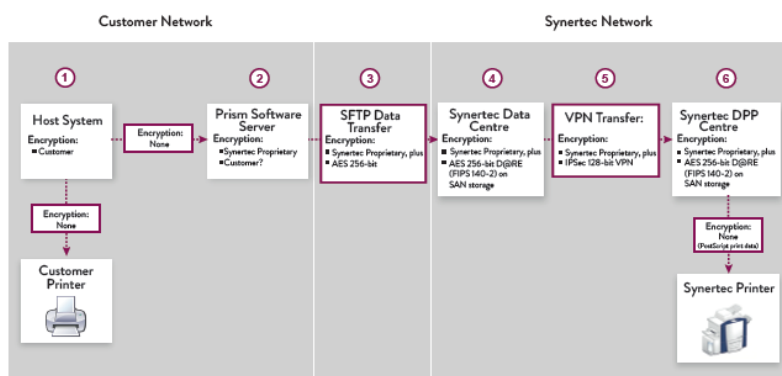 Customer Network
Synertec Network
1
Host System
Encryption:
Customer
Encryption:
None
Encryption:
None
Customer
Printer
2
Prism Software
Server
Encryption:
Synertec Proprietary
Customer?
3
SFTP Data
Transfer
Encryption:
Synertec Proprietary, plus
AES 256-bit
4
Synertec Data
Centre
Encryption:
Synertec Proprietary, plus
AES 256-bit D@RE
(FIPS 140-2) on
SAN storage
5
VPN Transfer:
Encryption:
Synertec Proprietary, plus
IPSec 128-bit VPN
6
Synertec DPP
Centre
Encryption:
Synertec Proprietary, plus
AES 256-bit D@RE
(FIPS 140-2) on
SAN storage
Encryption:
None
(PostScript print data)
Synertec Printer